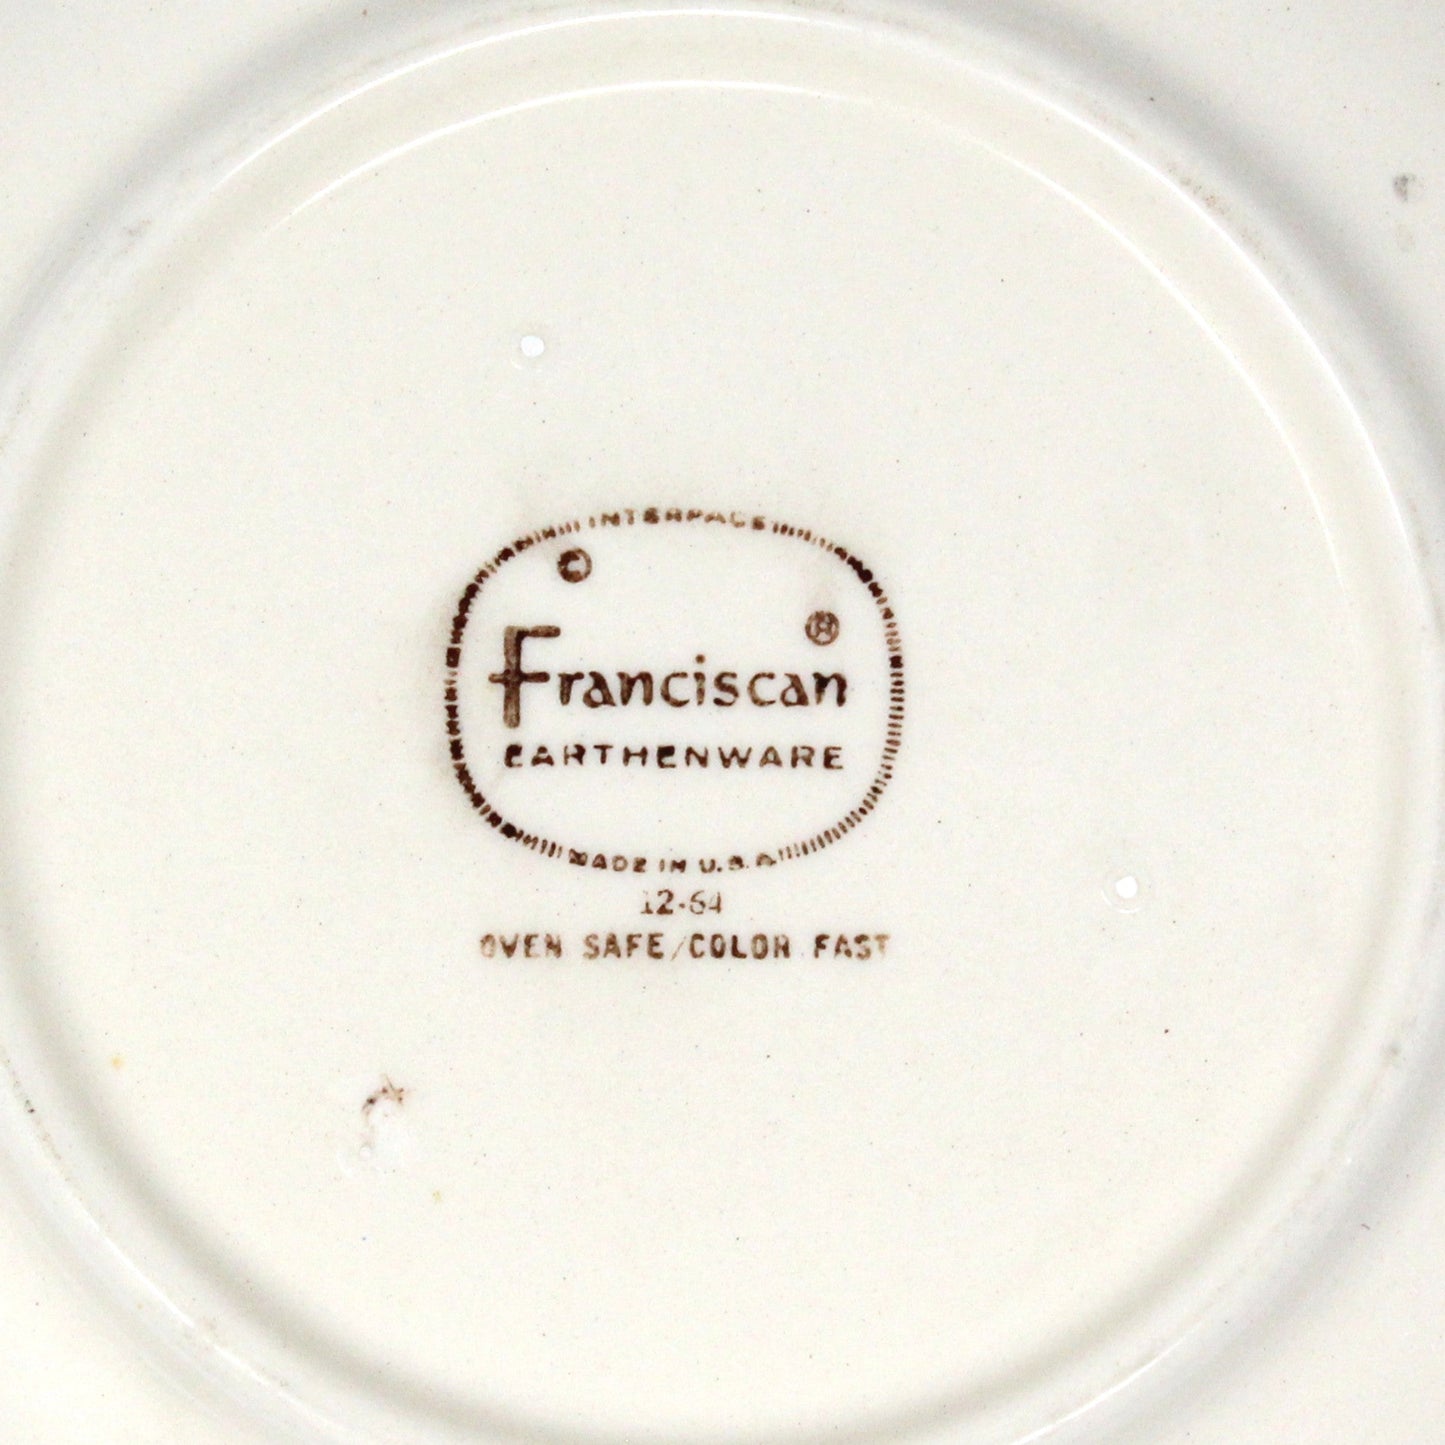 INTERPACE
©
®
Franciscan
EARTHENWARE
MADE IN U.S.A.
12-64
OVEN SAFE/COLOR FAST